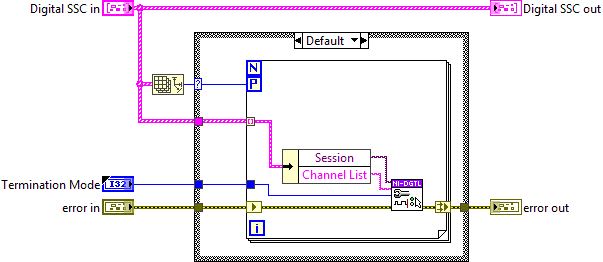 Digital SSC in
Digital SSC out
Default
N
P
?
Session
Channel List
NI-DGTL
Termination Mode
I32
error in
error out
i